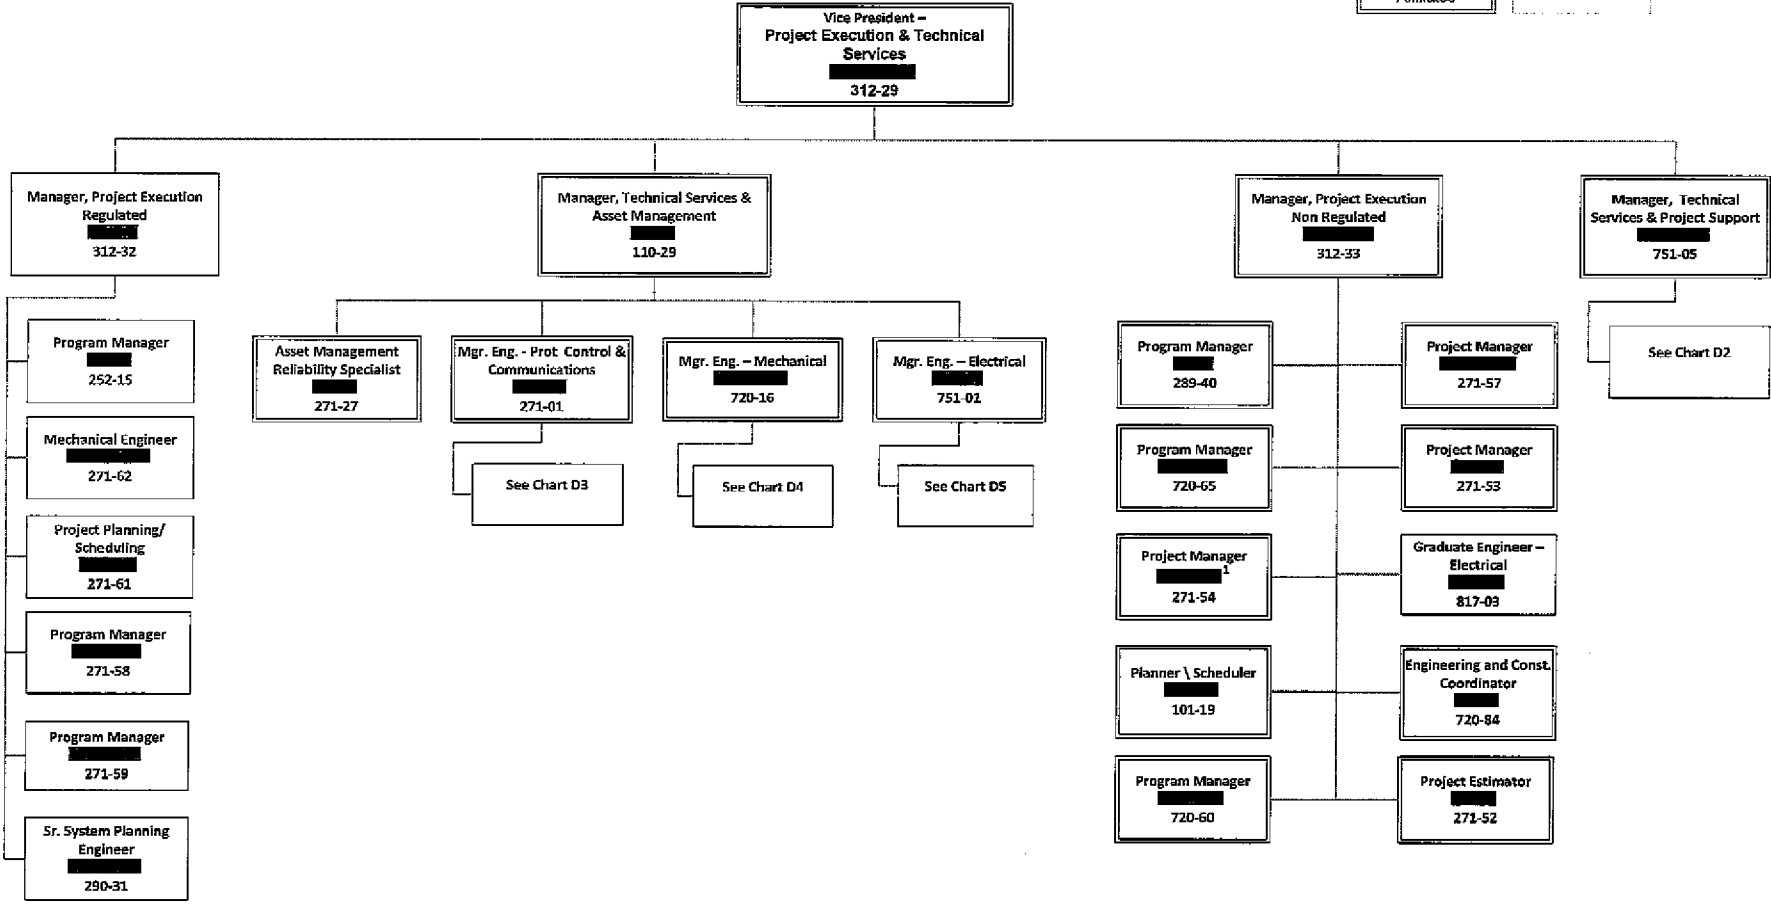 Vice President –
Project Execution & Technical
Services
312-29
Manager, Project Execution
Regulated
312-32
Manager, Technical Services &
Asset Management
110-29
Manager, Project Execution
Non Regulated
312-33
Manager, Technical
Services & Project Support
751-05
Program Manager
252-15
Mechanical Engineer
271-62
Project Planning/
Scheduling
271-61
Program Manager
271-58
Program Manager
271-59
Sr. System Planning
Engineer
290-31
Asset Management
Reliability Specialist
271-27
Mgr. Eng. - Prot Control &
Communications
271-01
Mgr. Eng. – Mechanical
720-16
Mgr. Eng. – Electrical
751-01
See Chart D3
See Chart D4
See Chart D5
Program Manager
289-40
Project Manager
271-57
Program Manager
720-65
Project Manager
271-53
Project Manager
1
271-54
Graduate Engineer –
Electrical
817-03
Planner \ Scheduler
101-19
Engineering and Const.
Coordinator
720-84
Program Manager
720-60
Project Estimator
271-52
See Chart D2